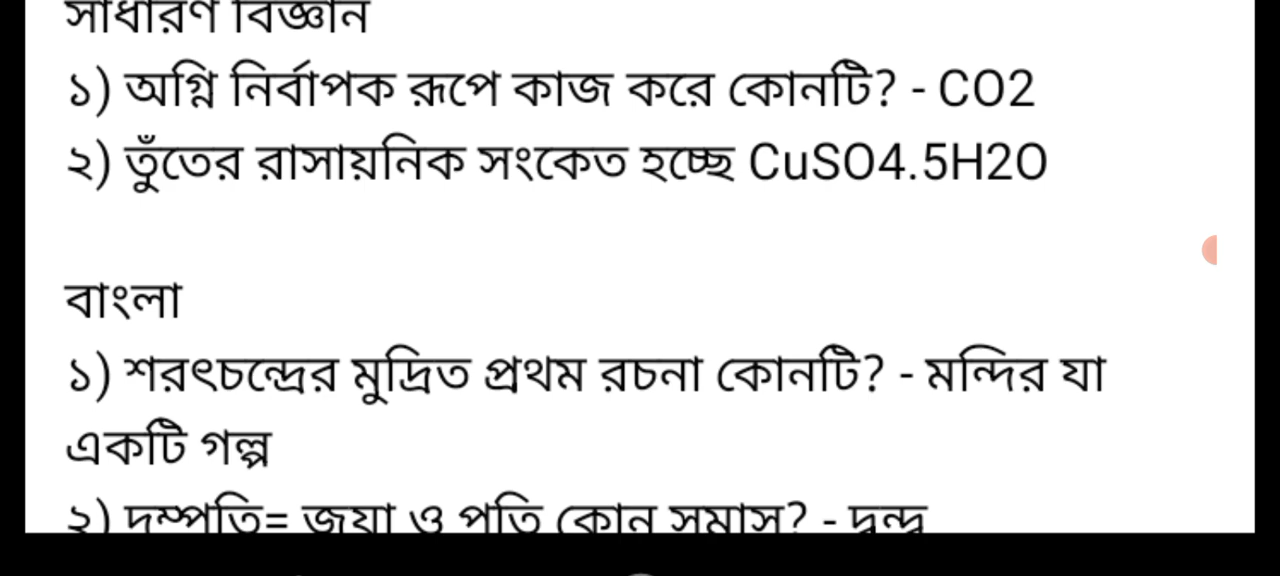 সাধারণ বিজ্ঞান
১) অগ্নি নির্বাপক রূপে কাজ করে কোনটি? - CO2
২) তুঁতের রাসায়নিক সংকেত হচ্ছে CuSO4.5H2O
বাংলা
১) শরৎচন্দ্রের মুদ্রিত প্রথম রচনা কোনটি? - মন্দির যা
একটি গল্প
২) দম্পতি= জয়া ও পতি কোন সমাস? - দ্বন্দ্ব